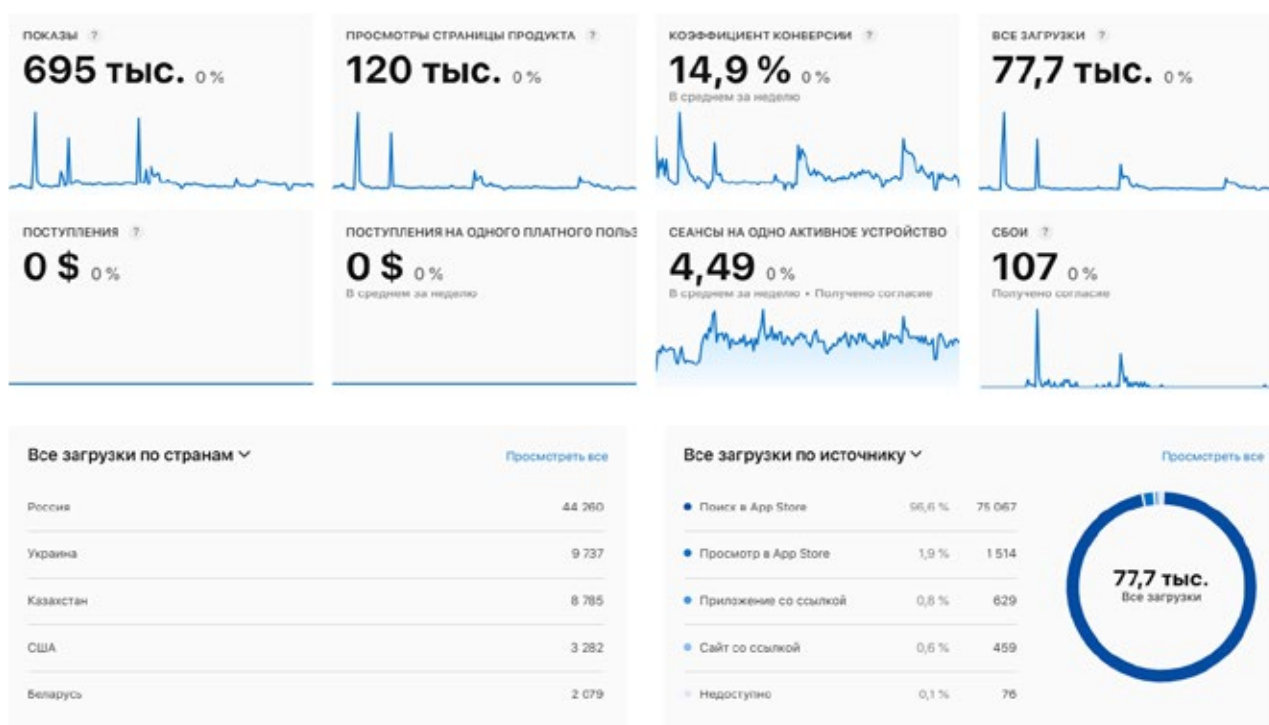 ПОКАЗЫ ?
695 тыс. 0 %
ПРОСМОТРЫ СТРАНИЦЫ ПРОДУКТА ?
120 тыс. 0 %
КОЭФФИЦИЕНТ КОНВЕРСИИ ?
14,9 % 0 %
В среднем за неделю
ВСЕ ЗАГРУЗКИ ?
77,7 тыс. 0 %
ПОСТУПЛЕНИЯ ?
0 $ 0 %
ПОСТУПЛЕНИЯ НА ОДНОГО ПЛАТНОГО ПОЛЬЗ
0 $ 0 %
В среднем за неделю
СЕАНСЫ НА ОДНО АКТИВНОЕ УСТРОЙСТВО
4,49 0 %
В среднем за неделю • Получено согласие
СБОИ ?
107 0 %
Получено согласие
Все загрузки по странам
Просмотреть все
Россия 44 260
Украина 9 737
Казахстан 8 785
США 3 282
Беларусь 2 079
Все загрузки по источнику
Просмотреть все
Поиск в App Store 96,6 % 75 067
Просмотр в App Store 1,9 % 1 514
Приложение со ссылкой 0,8 % 629
Сайт со ссылкой 0,6 % 459
Недоступно 0,1 % 76
77,7 тыс.
Все загрузки